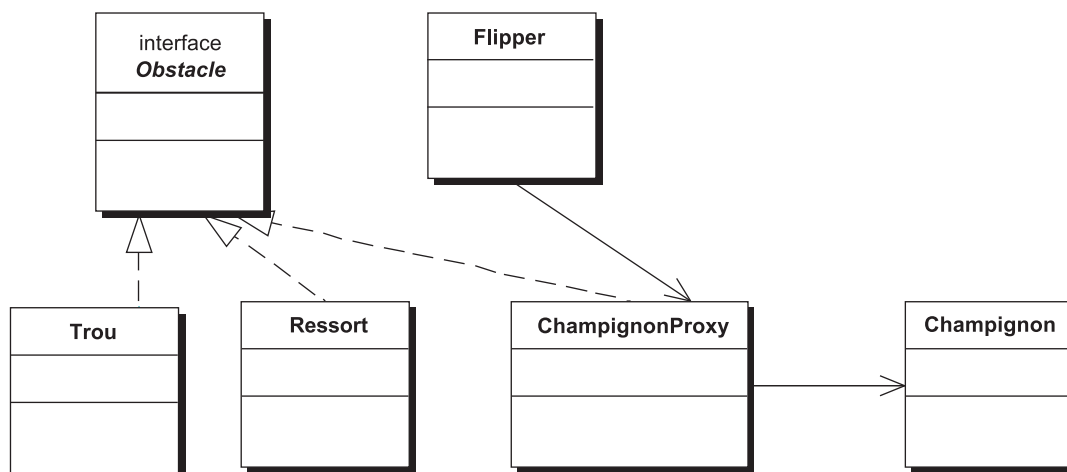 interface
Obstacle
Flipper
Trou
Ressort
ChampignonProxy
Champignon